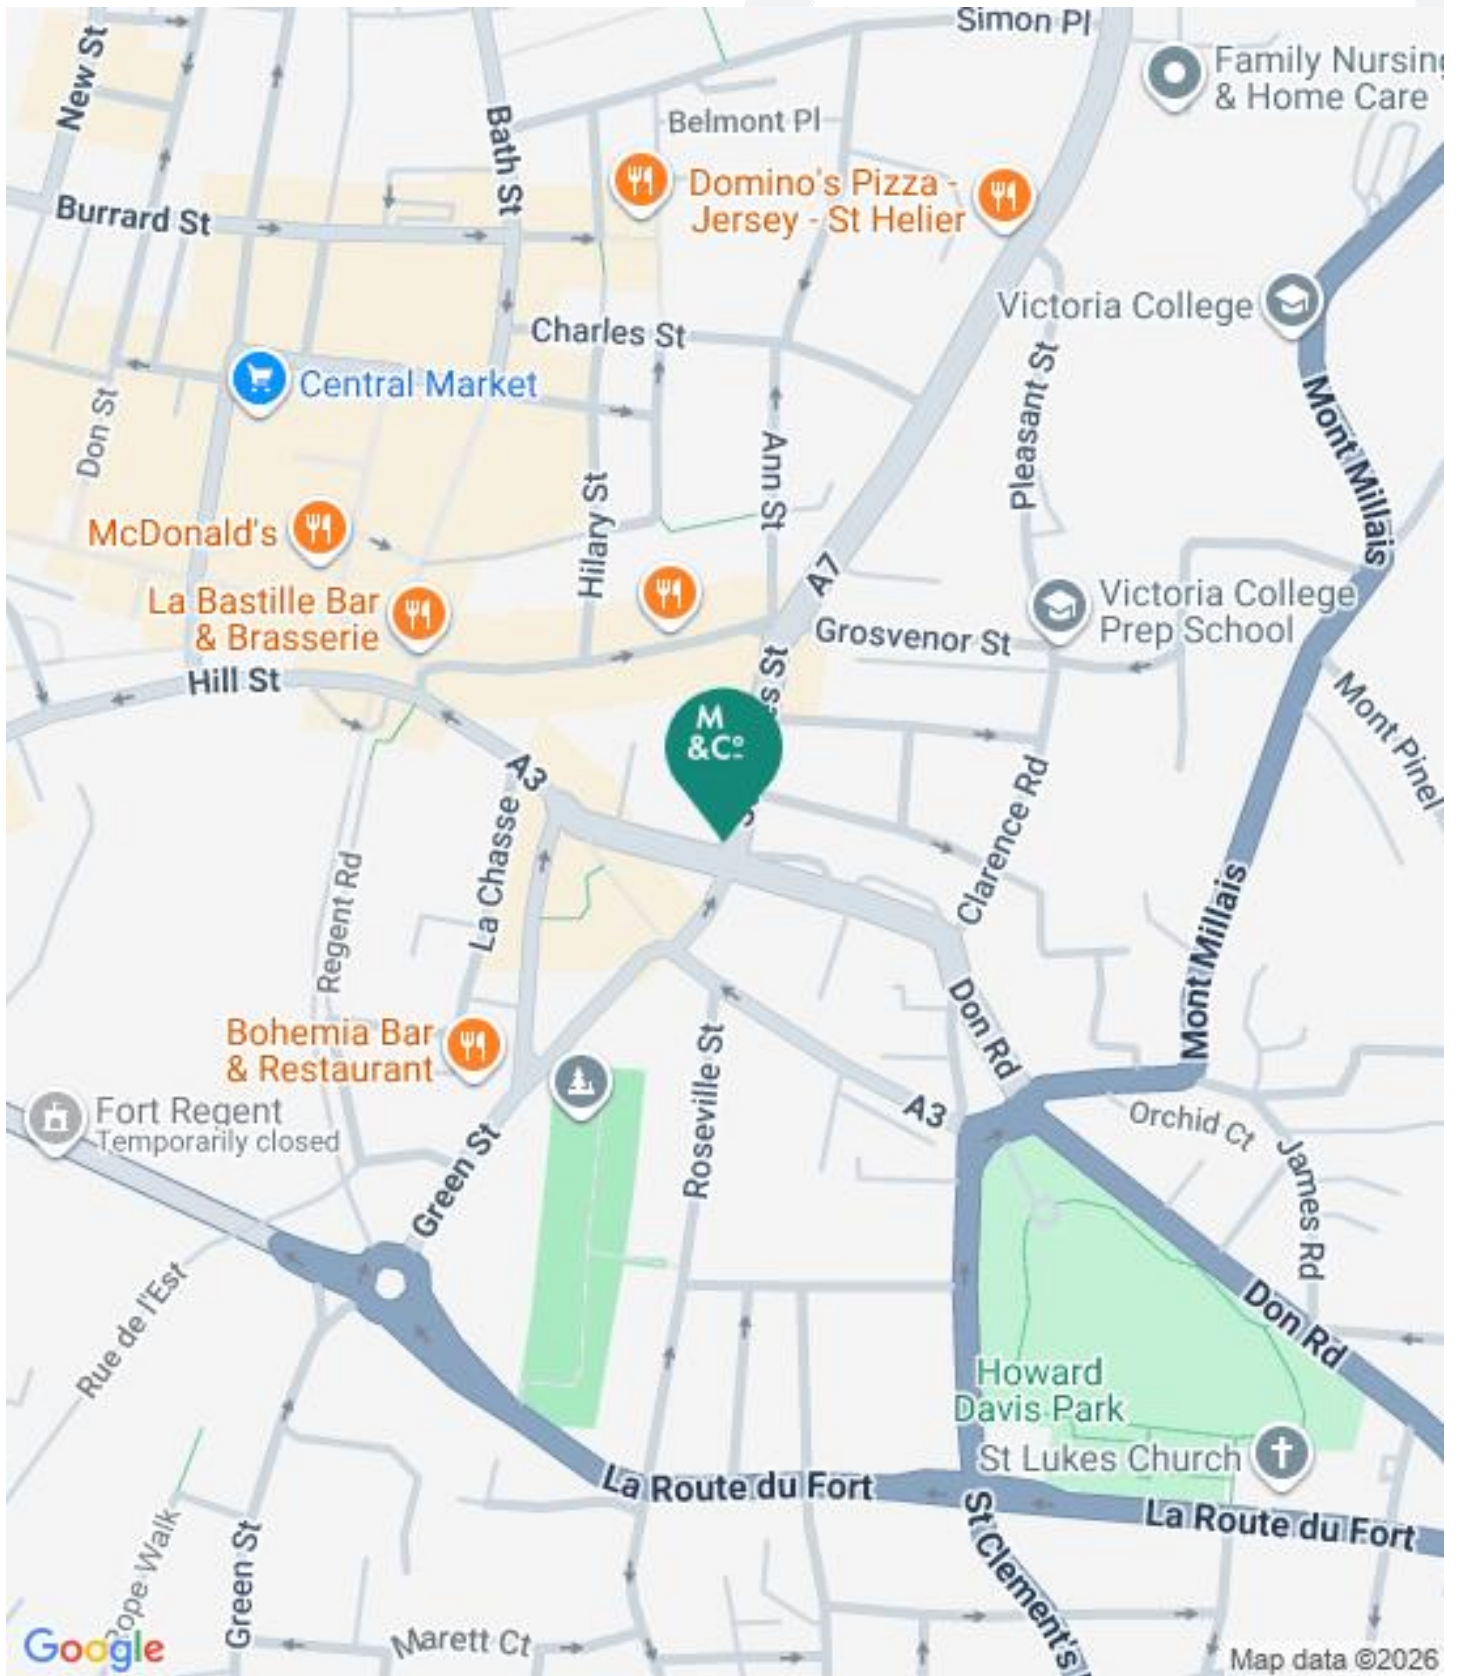 Simon Pl
New St
Family Nursing
& Home Care
Bath St
Belmont Pl
Domino's Pizza -
Jersey - St Helier
Burrard St
Victoria College
Charles St
Central Market
Pleasant St
Mont Millais
Don St
Ann St
Hilary St
McDonald's
A7
La Bastille Bar
& Brasserie
Victoria College
Prep School
Grosvenor St
Hill St
St
Mont Pinel
M
&Co
A3
La Chasse
Clarence Rd
Regent Rd
Mont Millais
Don Rd
Bohemia Bar
& Restaurant
Roseville St
Fort Regent
Temporarily closed
A3
Orchid Ct
Green St
James Rd
Rue de l'Est
Don Rd
Howard
Davis Park
St Lukes Church
La Route du Fort
La Route du Fort
Rope Walk
Green St
St Clement's
Marett Ct
Google
Map data ©2026